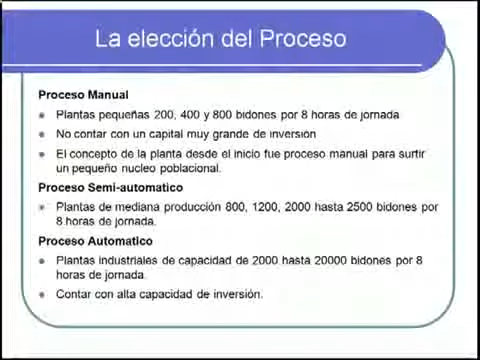 La elección del Proceso
Proceso Manual
Plantas pequeñas 200, 400 y 800 bidones por 8 horas de jornada
No contar con un capital muy grande de inversión
El concepto de la planta desde el inicio fue proceso manual para surtir
un pequeño nucleo poblacional.
Proceso Semi-automatico
Plantas de mediana producción 800, 1200, 2000 hasta 2500 bidones por
8 horas de jornada.
Proceso Automatico
Plantas industriales de capacidad de 2000 hasta 20000 bidones por 8
horas de jornada.
Contar con alta capacidad de inversión.